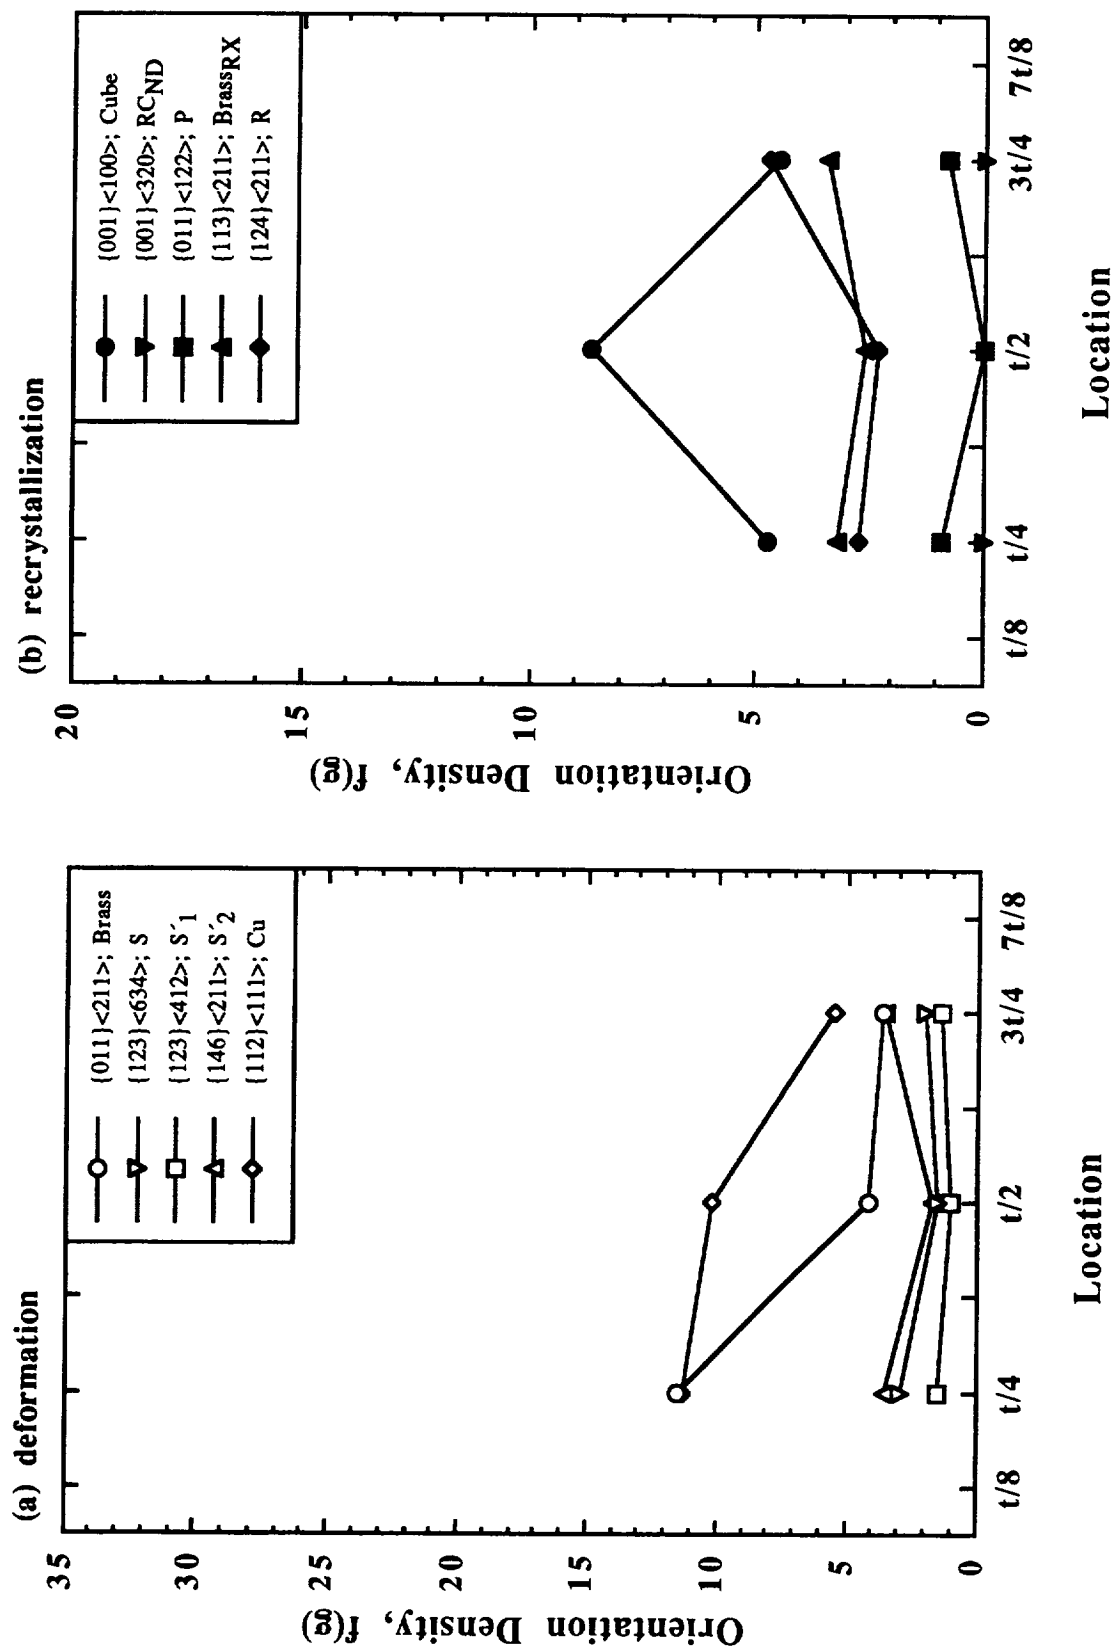 (a) deformation
{011}<211>; Brass
{123}<634>; S
{123}<412>; S´1
{146}<211>; S´2
{112}<111>; Cu
Orientation Density, f(g)
35
30
25
20
15
10
5
0
t/8
t/4
t/2
3t/4
7t/8
Location
(b) recrystallization
{001}<100>; Cube
{001}<320>; RCND
{011}<122>; P
{113}<211>; BrassRX
{124}<211>; R
Orientation Density, f(g)
20
15
10
5
0
t/8
t/4
t/2
3t/4
7t/8
Location